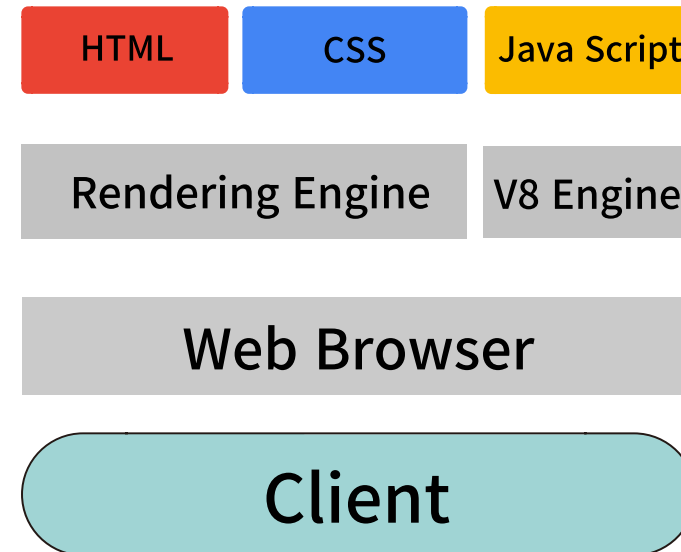 HTML CSS Java Script
Rendering Engine V8 Engine
Web Browser
Client